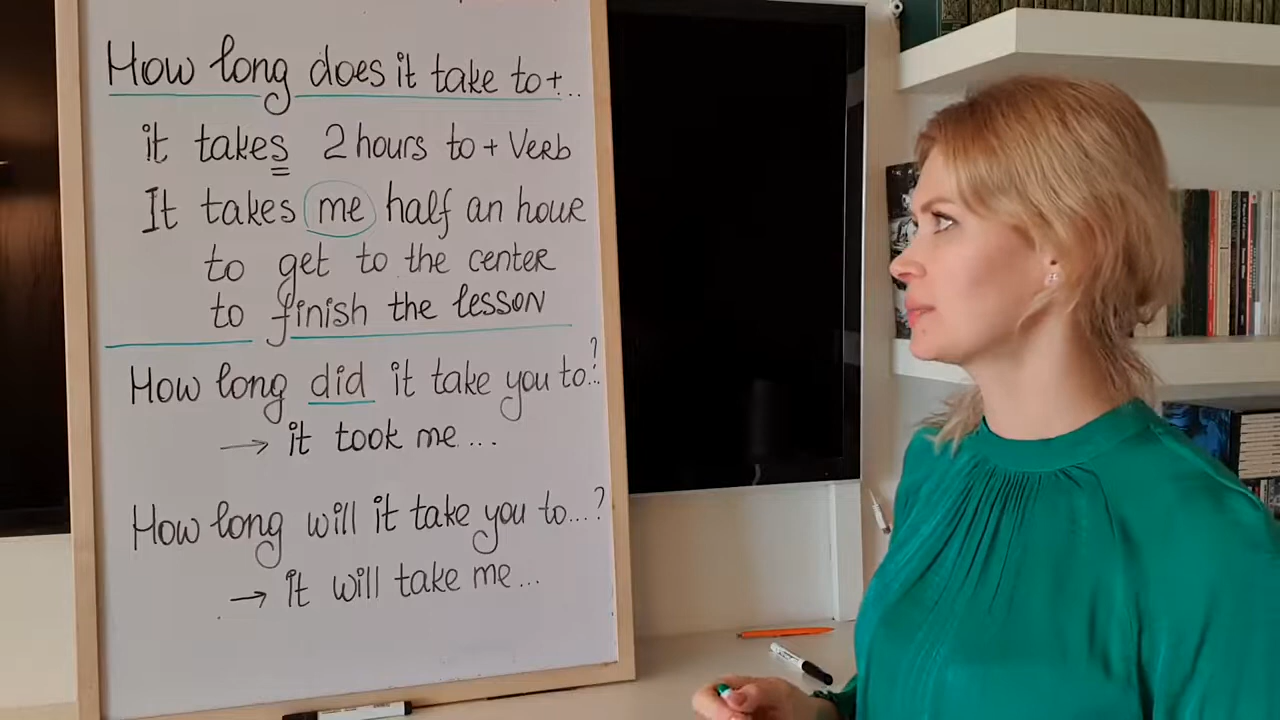 How long does it take to+...
it takes 2 hours to + Verb
It takes me half an hour
to get to the center
to finish the lesson
How long did it take you to...?
→ it took me...
How long will it take you to...?
→ it will take me...